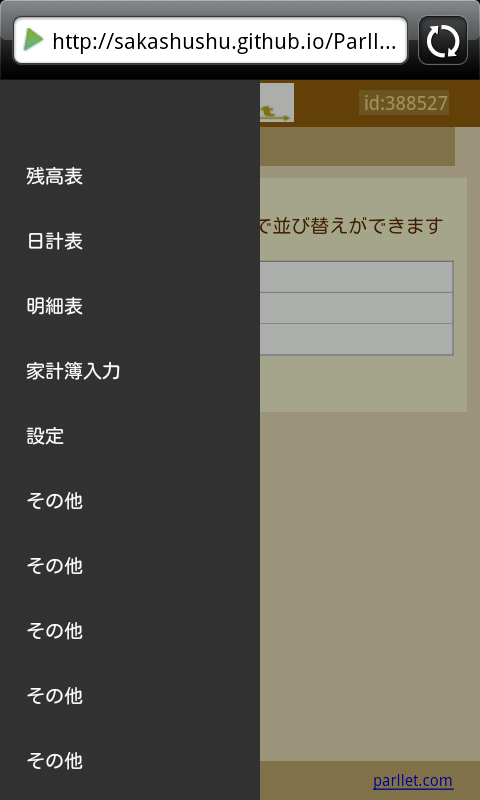 http://sakashushu.github.io/Parll...
id:388527
残高表
で並び替えができます
日計表
明細表
家計簿入力
設定
その他
その他
その他
その他
その他
parllet.com